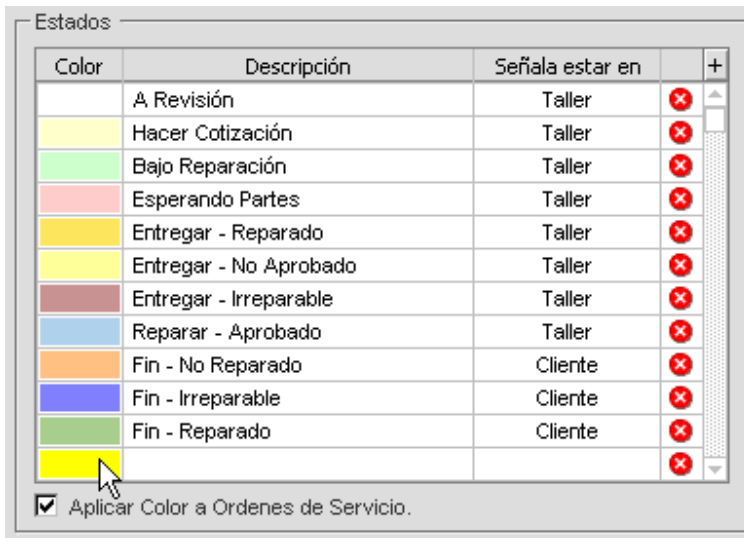 Estados
Color Descripción Señala estar en +
A Revisión Taller
Hacer Cotización Taller
Bajo Reparación Taller
Esperando Partes Taller
Entregar - Reparado Taller
Entregar - No Aprobado Taller
Entregar - Irreparable Taller
Reparar - Aprobado Taller
Fin - No Reparado Cliente
Fin - Irreparable Cliente
Fin - Reparado Cliente
Aplicar Color a Ordenes de Servicio.